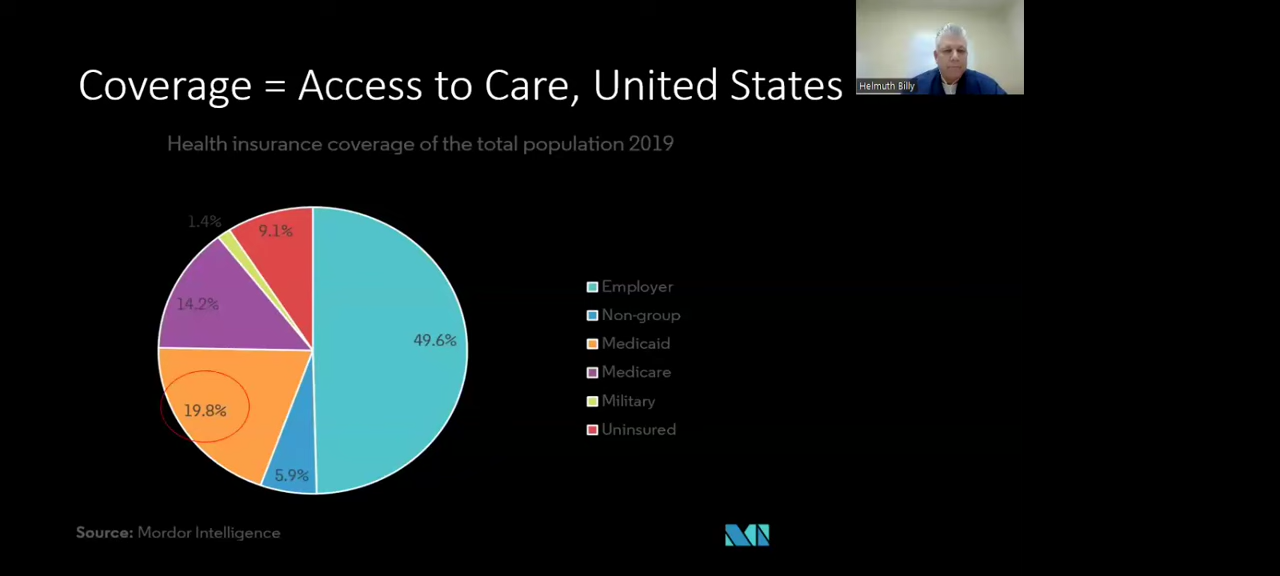 Coverage = Access to Care, United States
Helmuth Billy
Health insurance coverage of the total population 2019
1.4%
9.1%
14.2%
49.6%
19.8%
5.9%
Employer
Non-group
Medicaid
Medicare
Military
Uninsured
Source: Mordor Intelligence